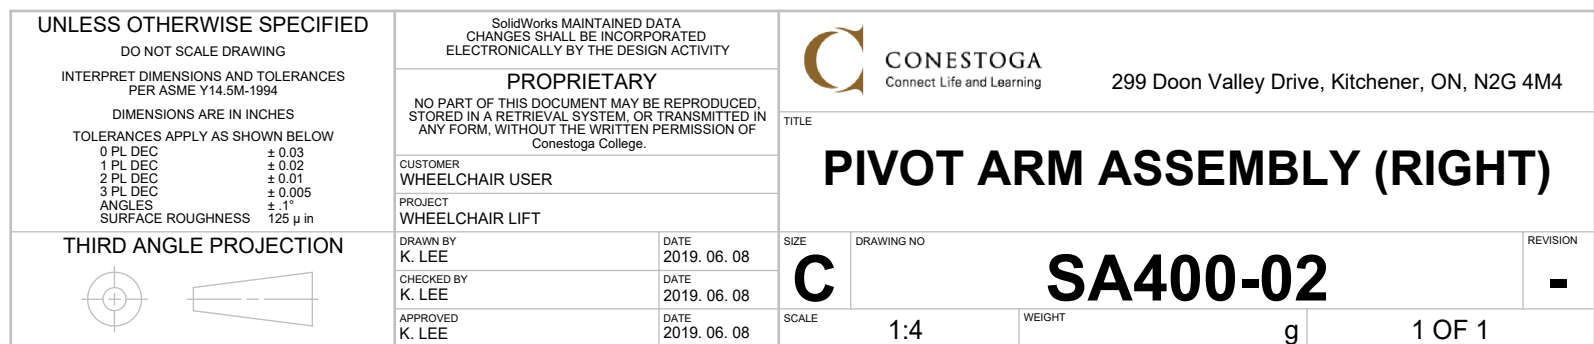 UNLESS OTHERWISE SPECIFIED
DO NOT SCALE DRAWING
INTERPRET DIMENSIONS AND TOLERANCES
PER ASME Y14.5M-1994
DIMENSIONS ARE IN INCHES
TOLERANCES APPLY AS SHOWN BELOW
0 PL DEC ± 0.03
1 PL DEC ± 0.02
2 PL DEC ± 0.01
3 PL DEC ± 0.005
ANGLES ± .1°
SURFACE ROUGHNESS 125 µ in
THIRD ANGLE PROJECTION
SolidWorks MAINTAINED DATA
CHANGES SHALL BE INCORPORATED
ELECTRONICALLY BY THE DESIGN ACTIVITY
PROPRIETARY
NO PART OF THIS DOCUMENT MAY BE REPRODUCED,
STORED IN A RETRIEVAL SYSTEM, OR TRANSMITTED IN
ANY FORM, WITHOUT THE WRITTEN PERMISSION OF
Conestoga College.
CUSTOMER
WHEELCHAIR USER
PROJECT
WHEELCHAIR LIFT
DRAWN BY DATE
K. LEE 2019. 06. 08
CHECKED BY DATE
K. LEE 2019. 06. 08
APPROVED DATE
K. LEE 2019. 06. 08
C CONESTOGA
Connect Life and Learning
299 Doon Valley Drive, Kitchener, ON, N2G 4M4
TITLE
PIVOT ARM ASSEMBLY (RIGHT)
SIZE DRAWING NO REVISION
C SA400-02 -
SCALE WEIGHT
1:4 g 1 OF 1